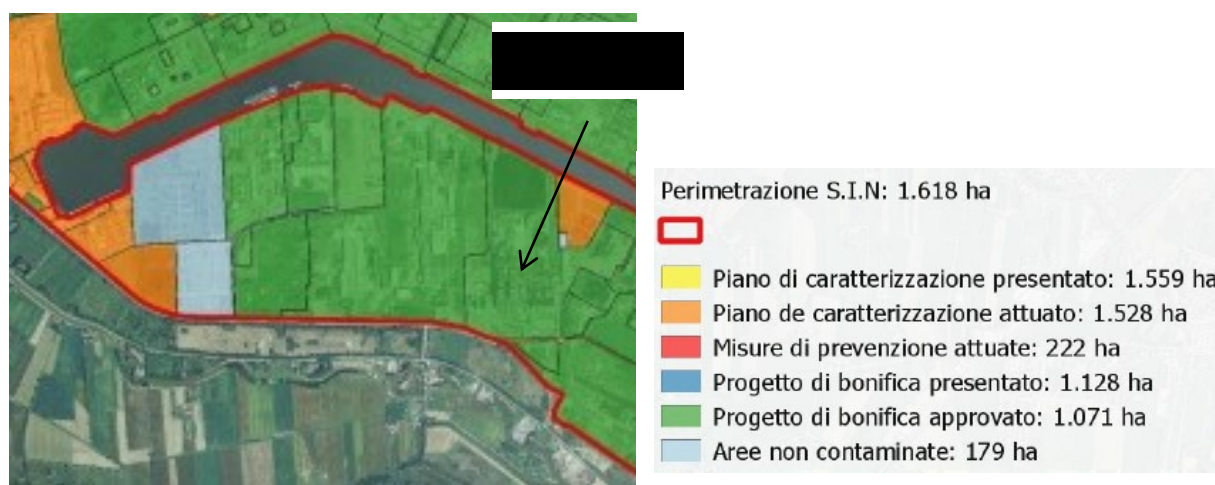 Perimetrazione S.I.N: 1.618 ha
Piano di caratterizzazione presentato: 1.559 ha
Piano de caratterizzazione attuato: 1.528 ha
Misure di prevenzione attuate: 222 ha
Progetto di bonifica presentato: 1.128 ha
Progetto di bonifica approvato: 1.071 ha
Aree non contaminate: 179 ha